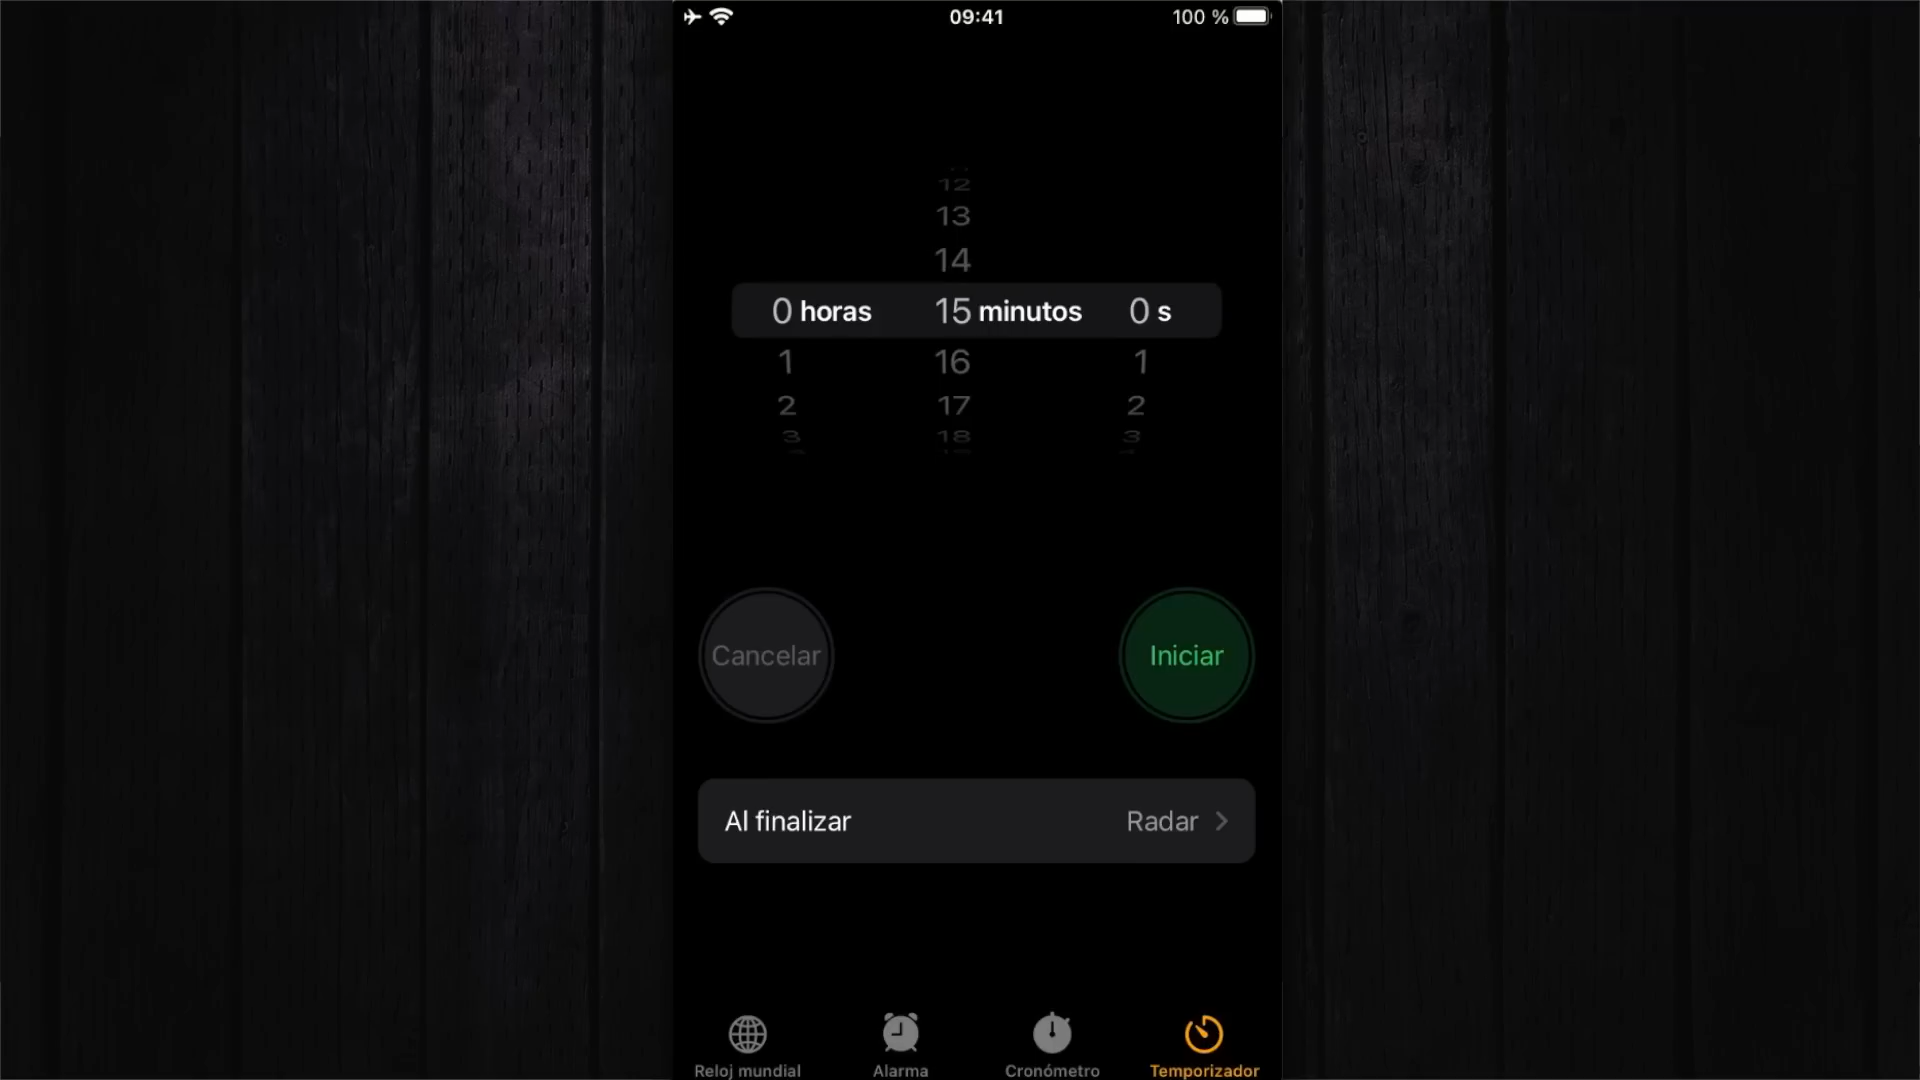 09:41
100 %
12
13
14
0 horas 15 minutos 0 s
1 16 1
2 17 2
3 18 3
Cancelar
Iniciar
Al finalizar Radar
Reloj mundial
Alarma
Cronómetro
Temporizador